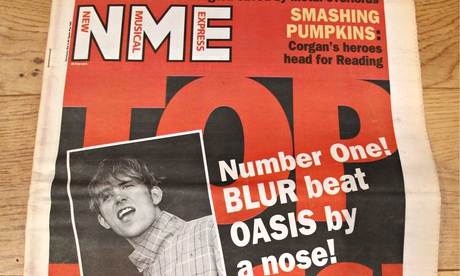 SMASHING
PUMPKINS:
Corgan's heroes
head for Reading
NEW
NME
MUSICAL
EXPRESS
TOP
Number One!
BLUR beat
OASIS by
a nose!